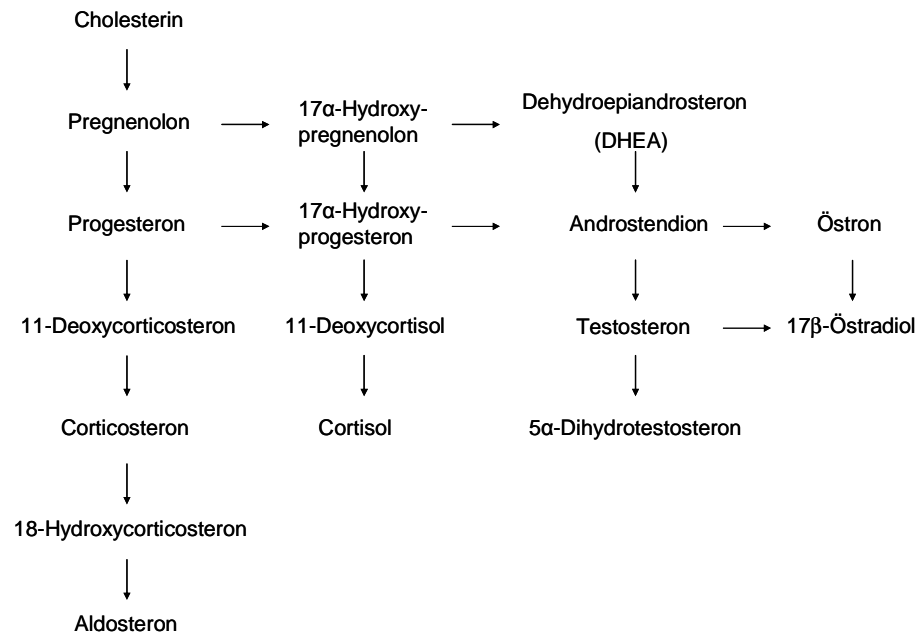 Cholesterin
Pregnenolon
17α-Hydroxy-
pregnenolon
Dehydroepiandrosteron
(DHEA)
Progesteron
17α-Hydroxy-
progesteron
Androstendion
Östron
11-Deoxycorticosteron
11-Deoxycortisol
Testosteron
17β-Östradiol
Corticosteron
Cortisol
5α-Dihydrotestosteron
18-Hydroxycorticosteron
Aldosteron